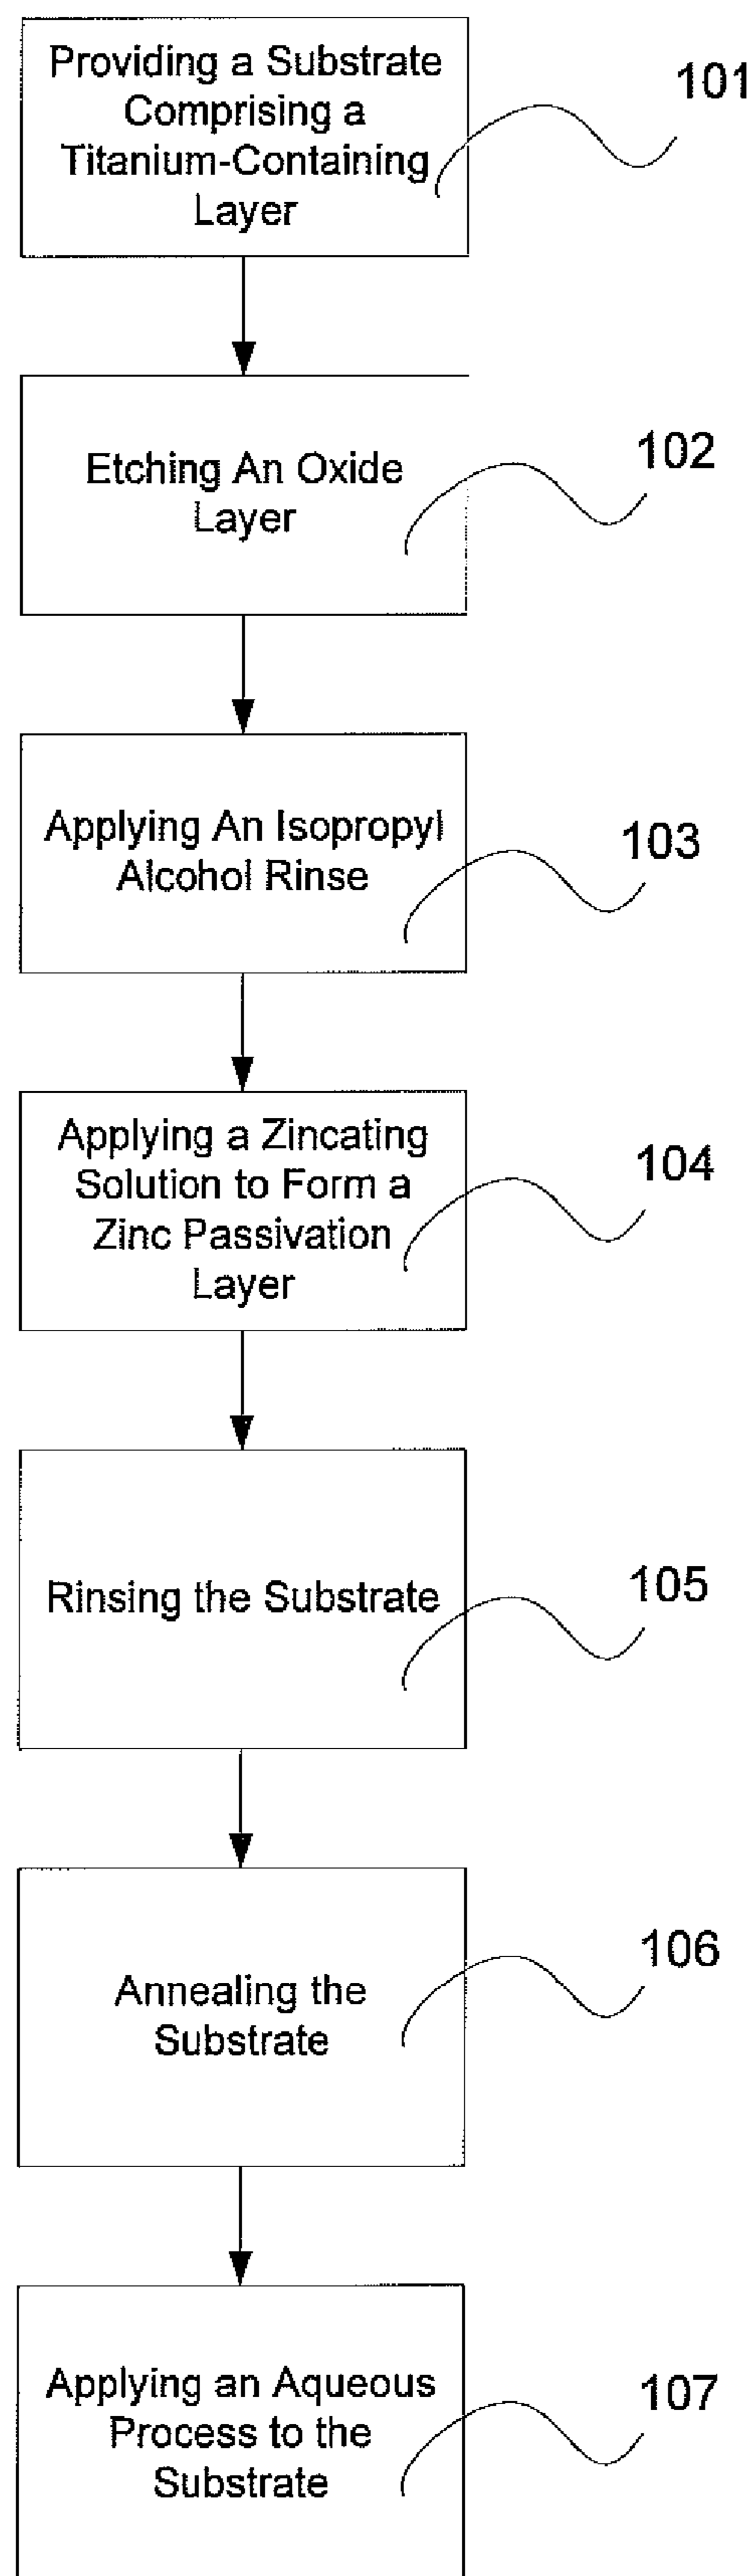 Providing a Substrate
Comprising a
Titanium-Containing
Layer
101
Etching An Oxide
Layer
102
Applying An Isopropyl
Alcohol Rinse
103
Applying a Zincating
Solution to Form a
Zinc Passivation
Layer
104
Rinsing the Substrate
105
Annealing the
Substrate
106
Applying an Aqueous
Process to the
Substrate
107